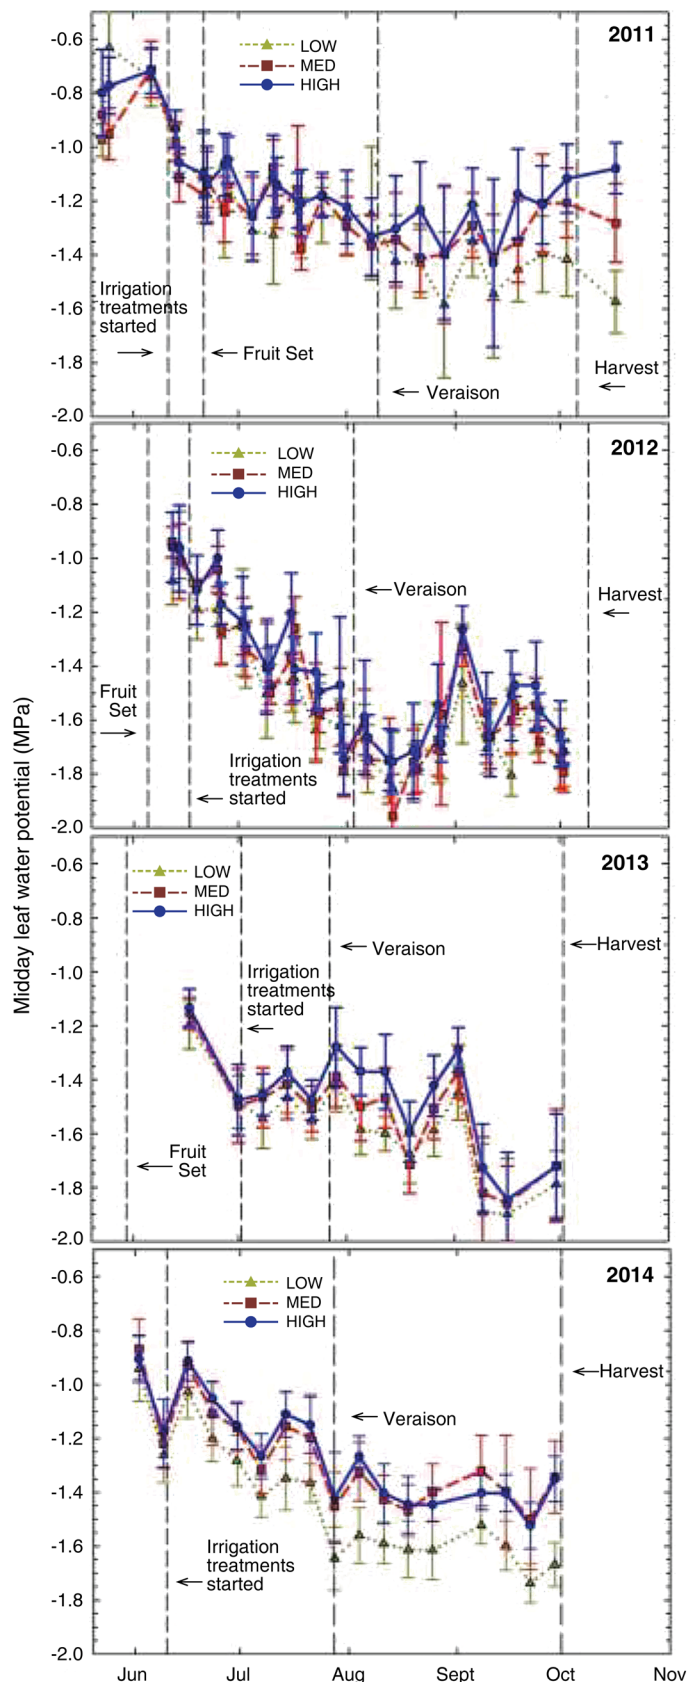 Midday leaf water potential (MPa)
-0.6
-0.8
-1.0
-1.2
-1.4
-1.6
-1.8
-2.0
2011
LOW
MED
HIGH
Irrigation
treatments
started
Fruit Set
Veraison
Harvest
-0.6
-0.8
-1.0
-1.2
-1.4
-1.6
-1.8
-2.0
2012
LOW
MED
HIGH
Veraison
Harvest
Fruit
Set
Irrigation
treatments
started
-0.6
-0.8
-1.0
-1.2
-1.4
-1.6
-1.8
-2.0
2013
LOW
MED
HIGH
Veraison
Harvest
Irrigation
treatments
started
Fruit
Set
-0.6
-0.8
-1.0
-1.2
-1.4
-1.6
-1.8
-2.0
2014
LOW
MED
HIGH
Harvest
Veraison
Irrigation
treatments
started
Jun Jul Aug Sept Oct Nov